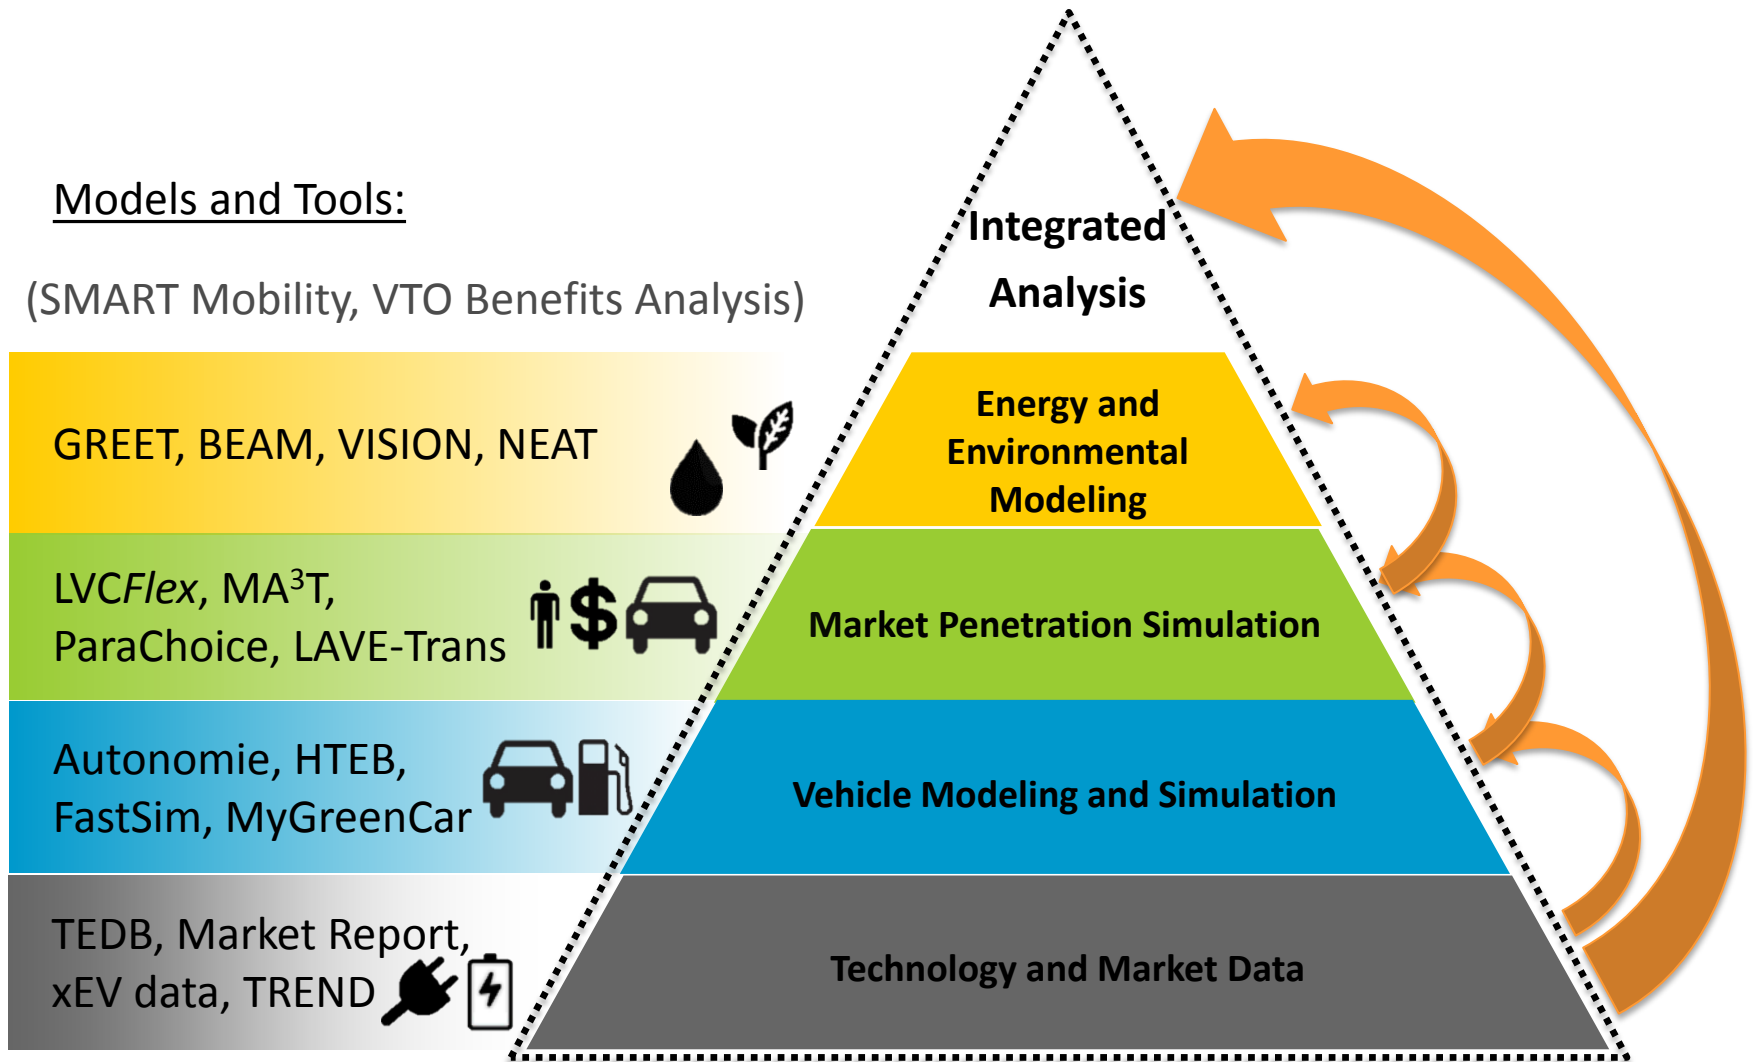 Models and Tools:
(SMART Mobility, VTO Benefits Analysis)
Integrated
Analysis
GREET, BEAM, VISION, NEAT
Energy and
Environmental
Modeling
LVCFlex, MA³T,
ParaChoice, LAVE-Trans
Market Penetration Simulation
Autonomie, HTEB,
FastSim, MyGreenCar
Vehicle Modeling and Simulation
TEDB, Market Report,
xEV data, TREND
Technology and Market Data